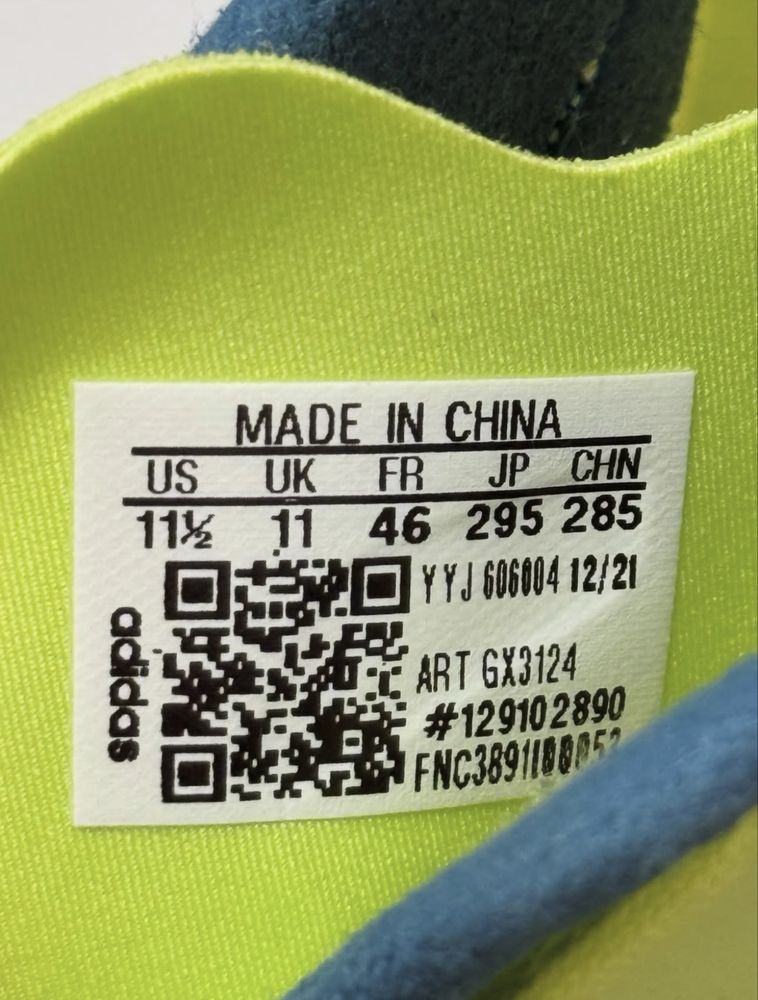 MADE IN CHINA
US UK FR JP CHN
11½ 11 46 295 285
YYJ 606004 12/21
adidas
ART GX3124
#129102890